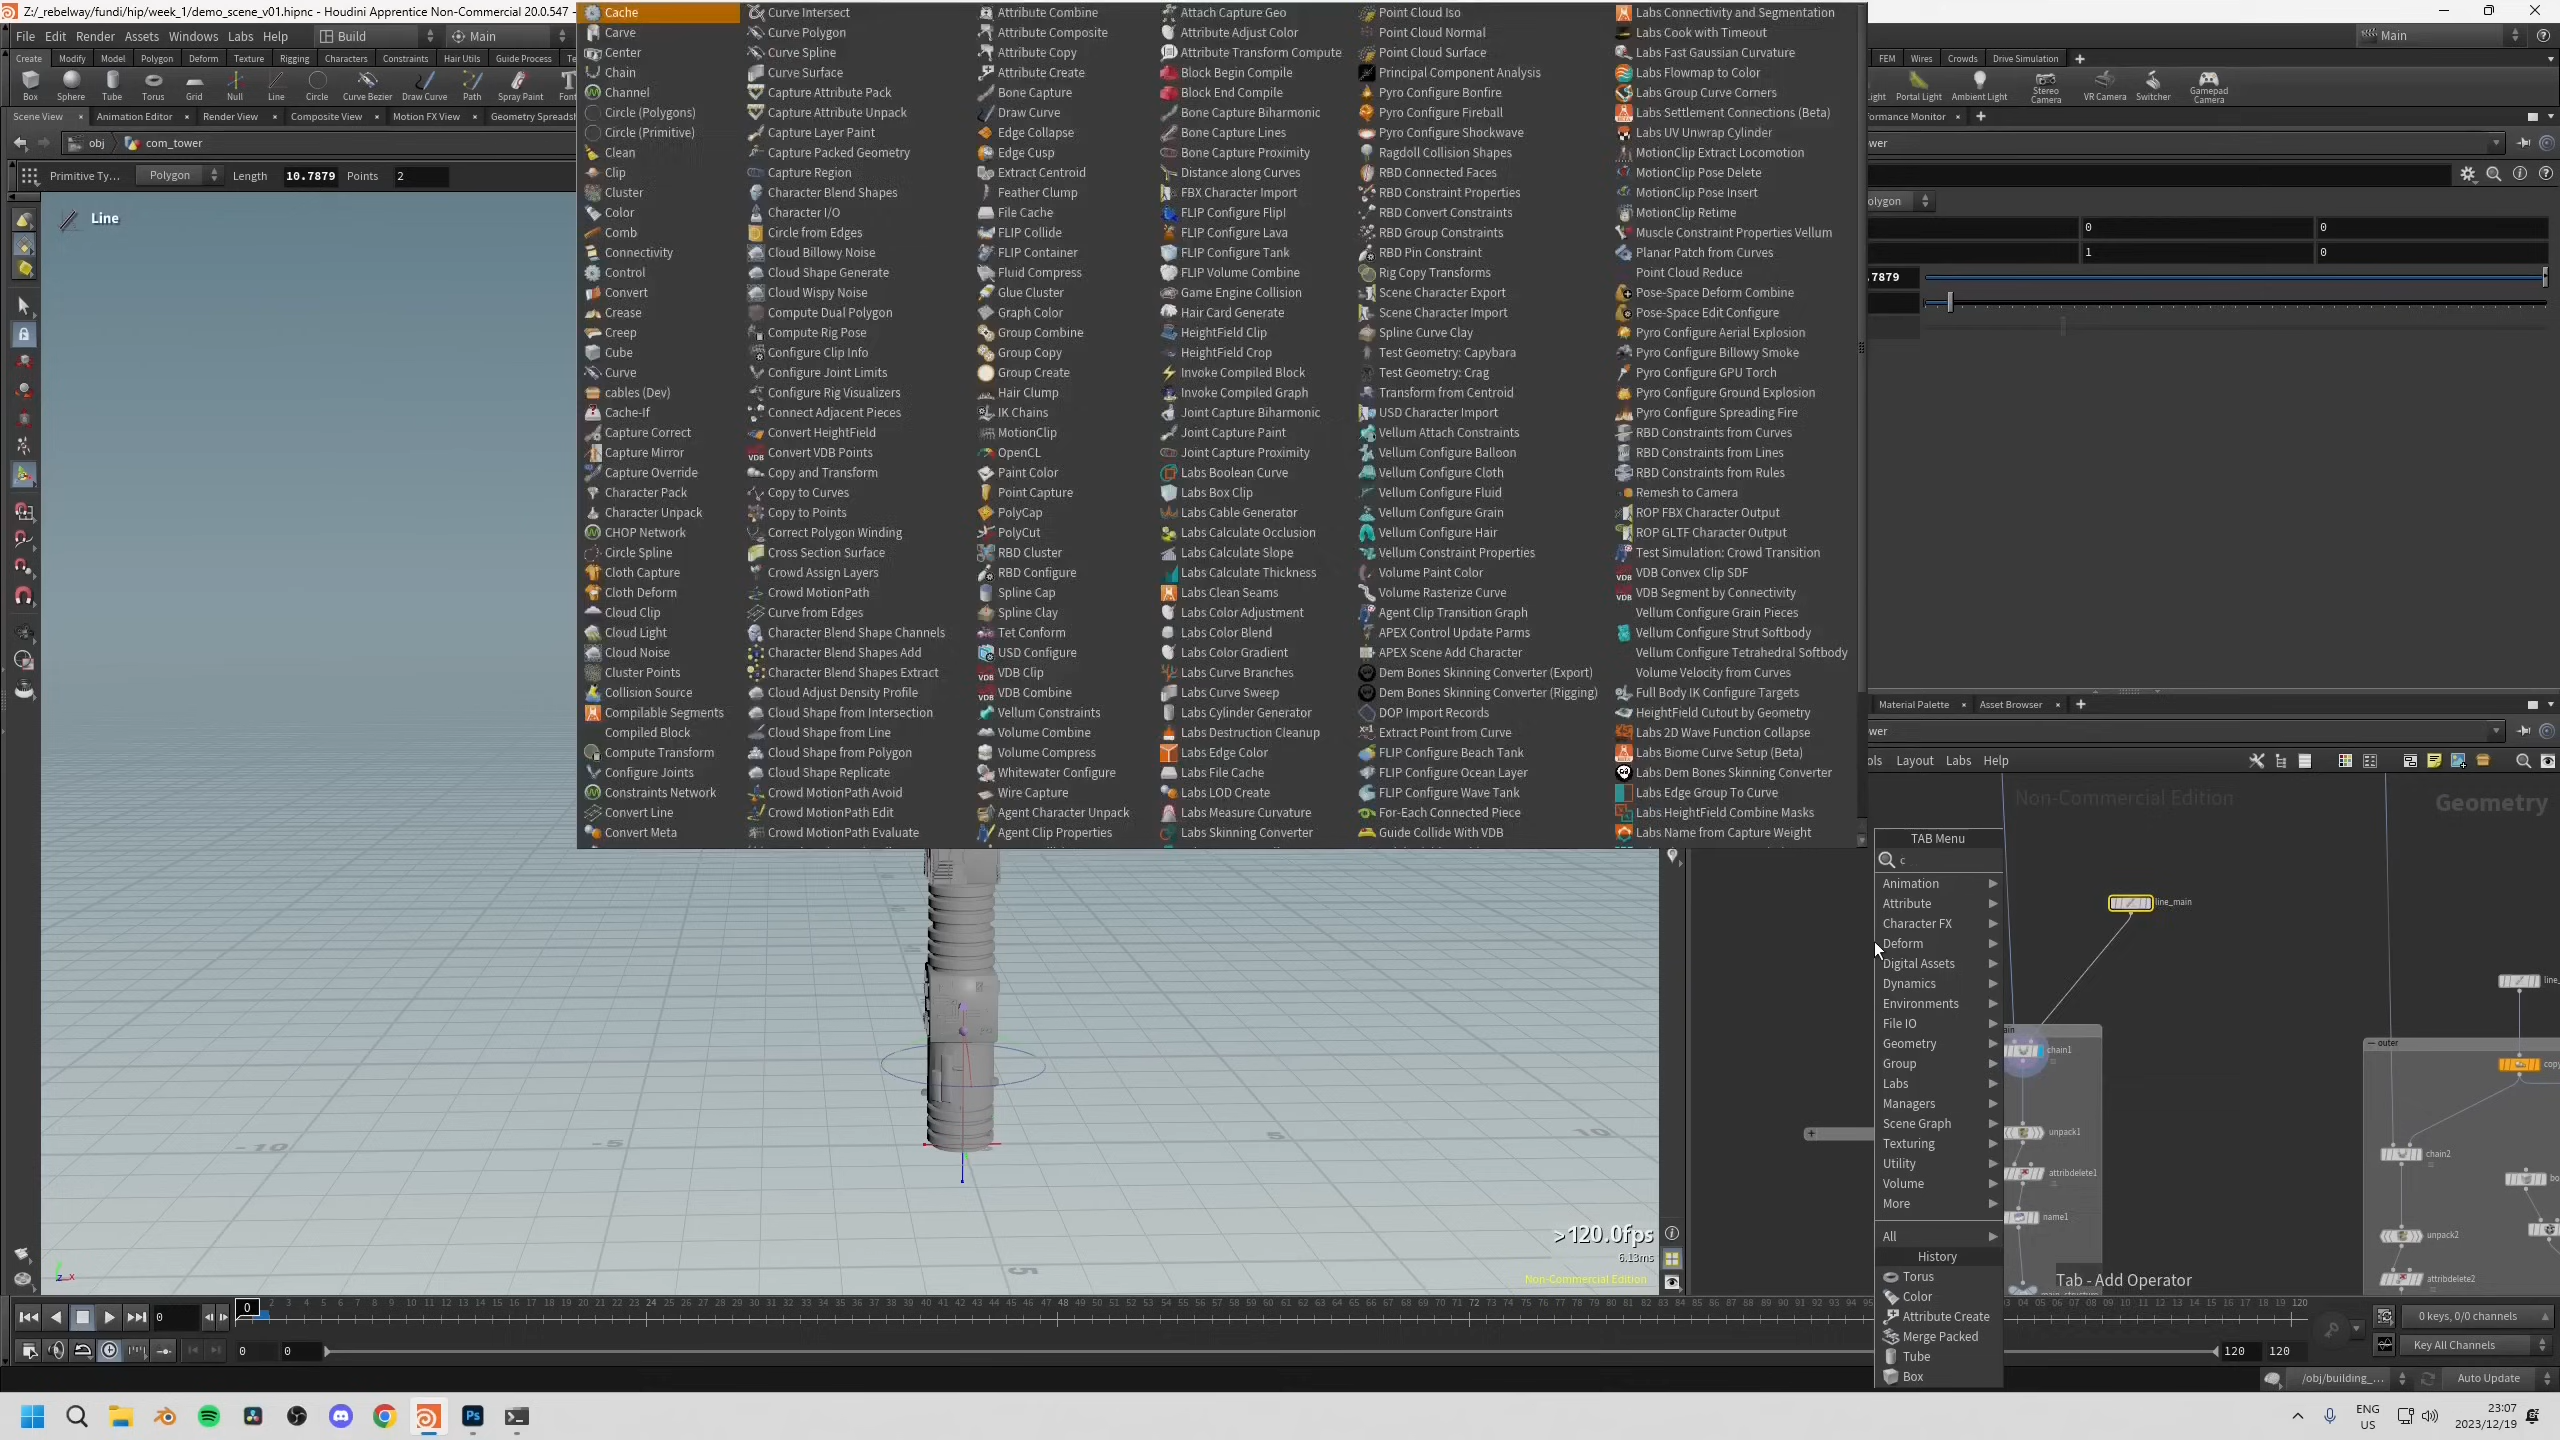 Z:/_rebelway/fundi/hip/week_1/demo_scene_v01.hipnc - Houdini Apprentice Non-Commercial 20.0.547 -
File Edit Render Assets Windows Labs Help Build Main
Main
Create Modify Model Polygon Deform Texture Rigging Characters Constraints Hair Utils Guide Process
FEM Wires Crowds Drive Simulation
Box Sphere Tube Torus Grid Null Line Circle Curve Bezier Draw Curve Path Spray Paint Font
Portal Light Ambient Light Stereo Camera VR Camera Switcher Gamepad Camera
Scene View Animation Editor Render View Composite View Motion FX View Geometry Spreadsh
ormance Monitor
obj com_tower
Primitive Ty... Polygon Length 10.7879 Points 2
Line
Cache
Carve
Center
Chain
Channel
Circle (Polygons)
Circle (Primitive)
Clean
Clip
Cluster
Color
Comb
Connectivity
Control
Convert
Crease
Creep
Cube
Curve
cables (Dev)
Cache-If
Capture Correct
Capture Mirror
Capture Override
Character Pack
Character Unpack
CHOP Network
Circle Spline
Cloth Capture
Cloth Deform
Cloud Clip
Cloud Light
Cloud Noise
Cluster Points
Collision Source
Compilable Segments
Compiled Block
Compute Transform
Configure Joints
Constraints Network
Convert Line
Convert Meta
Curve Intersect
Curve Polygon
Curve Spline
Curve Surface
Capture Attribute Pack
Capture Attribute Unpack
Capture Layer Paint
Capture Packed Geometry
Capture Region
Character Blend Shapes
Character I/O
Circle from Edges
Cloud Billowy Noise
Cloud Shape Generate
Cloud Wispy Noise
Compute Dual Polygon
Compute Rig Pose
Configure Clip Info
Configure Joint Limits
Configure Rig Visualizers
Connect Adjacent Pieces
Convert HeightField
Convert VDB Points
Copy and Transform
Copy to Curves
Copy to Points
Correct Polygon Winding
Cross Section Surface
Crowd Assign Layers
Crowd MotionPath
Curve from Edges
Character Blend Shape Channels
Character Blend Shapes Add
Character Blend Shapes Extract
Cloud Adjust Density Profile
Cloud Shape from Intersection
Cloud Shape from Line
Cloud Shape from Polygon
Cloud Shape Replicate
Crowd MotionPath Avoid
Crowd MotionPath Edit
Crowd MotionPath Evaluate
Attribute Combine
Attribute Composite
Attribute Copy
Attribute Create
Bone Capture
Draw Curve
Edge Collapse
Edge Cusp
Extract Centroid
Feather Clump
File Cache
FLIP Collide
FLIP Container
Fluid Compress
Glue Cluster
Graph Color
Group Combine
Group Copy
Group Create
Hair Clump
IK Chains
MotionClip
OpenCL
Paint Color
Point Capture
PolyCap
PolyCut
RBD Cluster
RBD Configure
Spline Cap
Spline Clay
Tet Conform
USD Configure
VDB Clip
VDB Combine
Vellum Constraints
Volume Combine
Volume Compress
Whitewater Configure
Wire Capture
Agent Character Unpack
Agent Clip Properties
Attach Capture Geo
Attribute Adjust Color
Attribute Transform Compute
Block Begin Compile
Block End Compile
Bone Capture Biharmonic
Bone Capture Lines
Bone Capture Proximity
Distance along Curves
FBX Character Import
FLIP Configure Flip!
FLIP Configure Lava
FLIP Configure Tank
FLIP Volume Combine
Game Engine Collision
Hair Card Generate
HeightField Clip
HeightField Crop
Invoke Compiled Block
Invoke Compiled Graph
Joint Capture Biharmonic
Joint Capture Paint
Joint Capture Proximity
Labs Boolean Curve
Labs Box Clip
Labs Cable Generator
Labs Calculate Occlusion
Labs Calculate Slope
Labs Calculate Thickness
Labs Clean Seams
Labs Color Adjustment
Labs Color Blend
Labs Color Gradient
Labs Curve Branches
Labs Curve Sweep
Labs Cylinder Generator
Labs Destruction Cleanup
Labs Edge Color
Labs File Cache
Labs LOD Create
Labs Measure Curvature
Labs Skinning Converter
Point Cloud Iso
Point Cloud Normal
Point Cloud Surface
Principal Component Analysis
Pyro Configure Bonfire
Pyro Configure Fireball
Pyro Configure Shockwave
Ragdoll Collision Shapes
RBD Connected Faces
RBD Constraint Properties
RBD Convert Constraints
RBD Group Constraints
RBD Pin Constraint
Rig Copy Transforms
Scene Character Export
Scene Character Import
Spline Curve Clay
Test Geometry: Capybara
Test Geometry: Crag
Transform from Centroid
USD Character Import
Vellum Attach Constraints
Vellum Configure Balloon
Vellum Configure Cloth
Vellum Configure Fluid
Vellum Configure Grain
Vellum Configure Hair
Vellum Constraint Properties
Volume Paint Color
Volume Rasterize Curve
Agent Clip Transition Graph
APEX Control Update Parms
APEX Scene Add Character
Dem Bones Skinning Converter (Export)
Dem Bones Skinning Converter (Rigging)
DOP Import Records
Extract Point from Curve
FLIP Configure Beach Tank
FLIP Configure Ocean Layer
FLIP Configure Wave Tank
For-Each Connected Piece
Guide Collide With VDB
Labs Connectivity and Segmentation
Labs Cook with Timeout
Labs Fast Gaussian Curvature
Labs Flowmap to Color
Labs Group Curve Corners
Labs Settlement Connections (Beta)
Labs UV Unwrap Cylinder
MotionClip Extract Locomotion
MotionClip Pose Delete
MotionClip Pose Insert
MotionClip Retime
Muscle Constraint Properties Vellum
Planar Patch from Curves
Point Cloud Reduce
Pose-Space Deform Combine
Pose-Space Edit Configure
Pyro Configure Aerial Explosion
Pyro Configure Billowy Smoke
Pyro Configure GPU Torch
Pyro Configure Ground Explosion
Pyro Configure Spreading Fire
RBD Constraints from Curves
RBD Constraints from Lines
RBD Constraints from Rules
Remesh to Camera
ROP FBX Character Output
ROP GLTF Character Output
Test Simulation: Crowd Transition
VDB Convex Clip SDF
VDB Segment by Connectivity
Vellum Configure Grain Pieces
Vellum Configure Strut Softbody
Vellum Configure Tetrahedral Softbody
Volume Velocity from Curves
Full Body IK Configure Targets
HeightField Cutout by Geometry
Labs 2D Wave Function Collapse
Labs Biome Curve Setup (Beta)
Labs Dem Bones Skinning Converter
Labs Edge Group To Curve
Labs HeightField Combine Masks
Labs Name from Capture Weight
wer
olygon
0 0
1 0
.7879
Material Palette Asset Browser
wer
ols Layout Labs Help
Non-Commercial Edition
Geometry
TAB Menu
c
Animation
Attribute
Character FX
Deform
Digital Assets
Dynamics
Environments
File IO
Geometry
Group
Labs
Managers
Scene Graph
Texturing
Utility
Volume
More
All
History
Torus
Color
Attribute Create
Merge Packed
Tube
Box
line_main
line_
ain
chain1
unpack1
attribdelete1
name1
outer
copy
chain2
bo
unpack2
attribdelete2
Tab - Add Operator
-10 -5 5 10
5
>120.0fps
6.13ms
Non-Commercial Edition
0 0
0 0
120 120
0 keys, 0/0 channels
Key All Channels
/obj/building_... Auto Update
ENG
US
23:07
2023/12/19